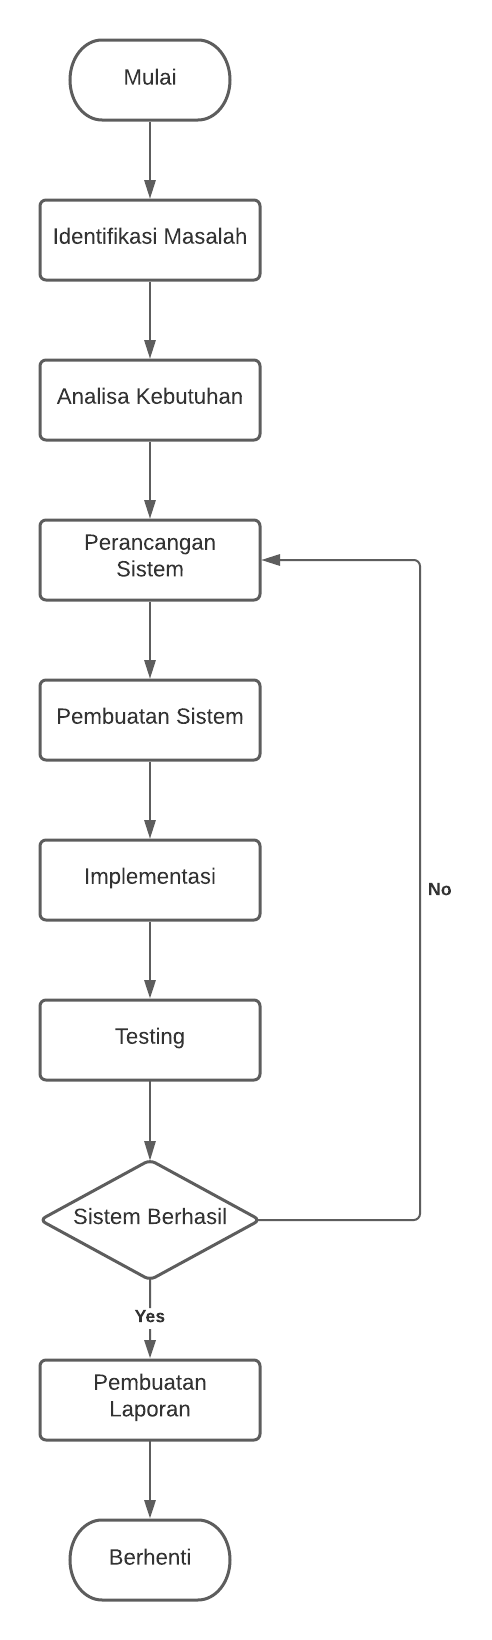 Mulai
Identifikasi Masalah
Analisa Kebutuhan
Perancangan
Sistem
Pembuatan Sistem
Implementasi
No
Testing
Sistem Berhasil
Yes
Pembuatan
Laporan
Berhenti